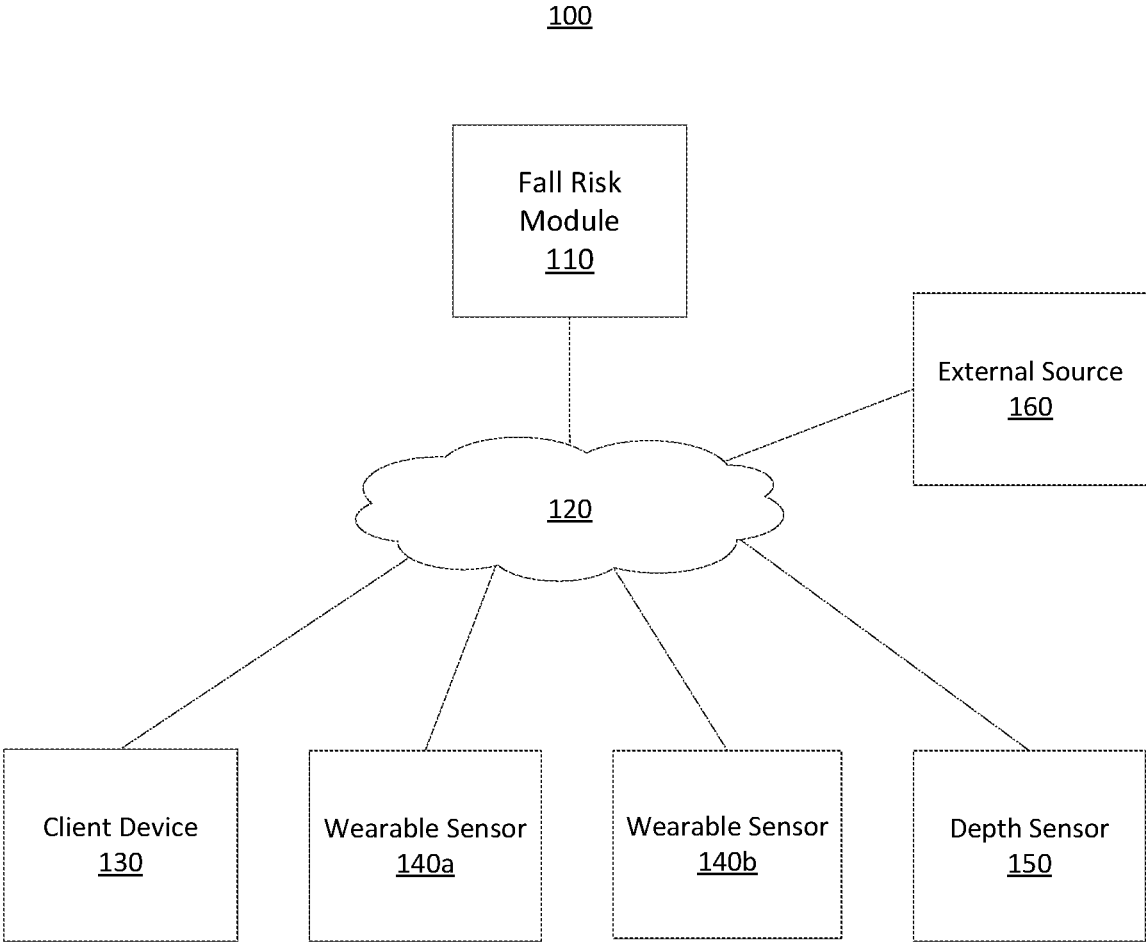 100
Fall Risk
Module
110
External Source
160
120
Client Device
130
Wearable Sensor
140a
Wearable Sensor
140b
Depth Sensor
150